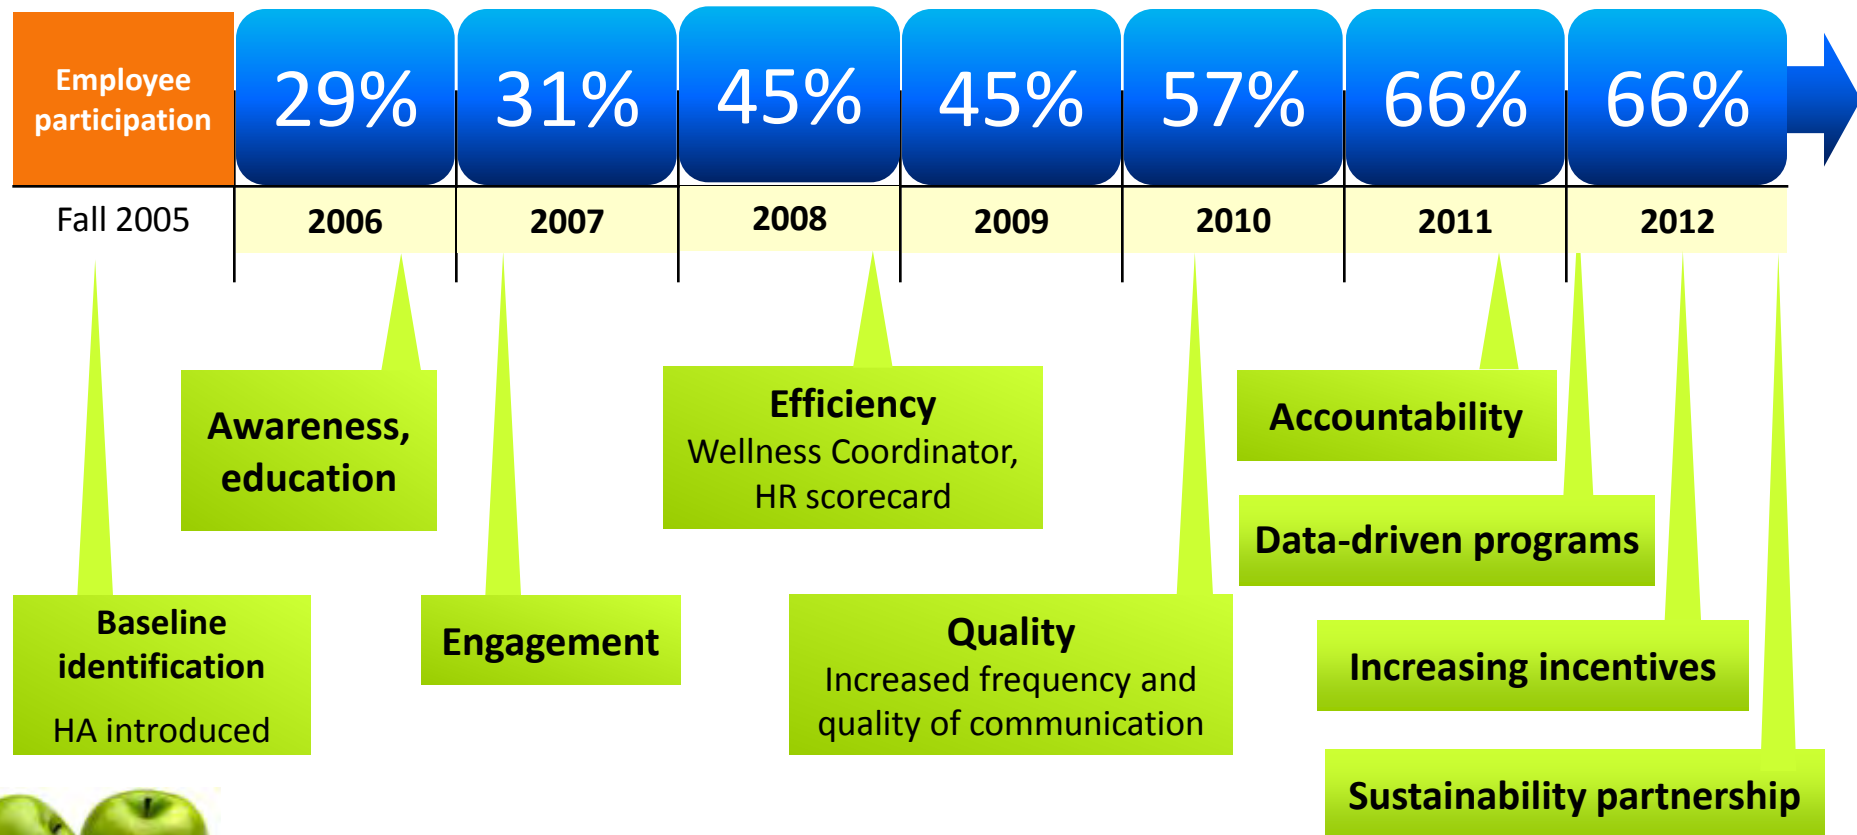 Employee
participation
29%
31%
45%
45%
57%
66%
66%
Fall 2005
2006
2007
2008
2009
2010
2011
2012
Awareness,
education
Efficiency
Wellness Coordinator,
HR scorecard
Accountability
Data-driven programs
Baseline
identification
HA introduced
Engagement
Quality
Increased frequency and
quality of communication
Increasing incentives
Sustainability partnership